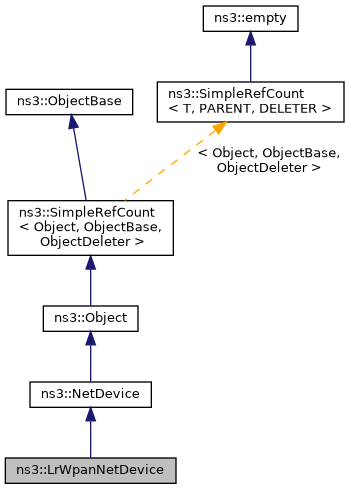 ns3::empty
ns3::ObjectBase
ns3::SimpleRefCount
< T, PARENT, DELETER >
< Object, ObjectBase,
ObjectDeleter >
ns3::SimpleRefCount
< Object, ObjectBase,
ObjectDeleter >
ns3::Object
ns3::NetDevice
ns3::LrWpanNetDevice